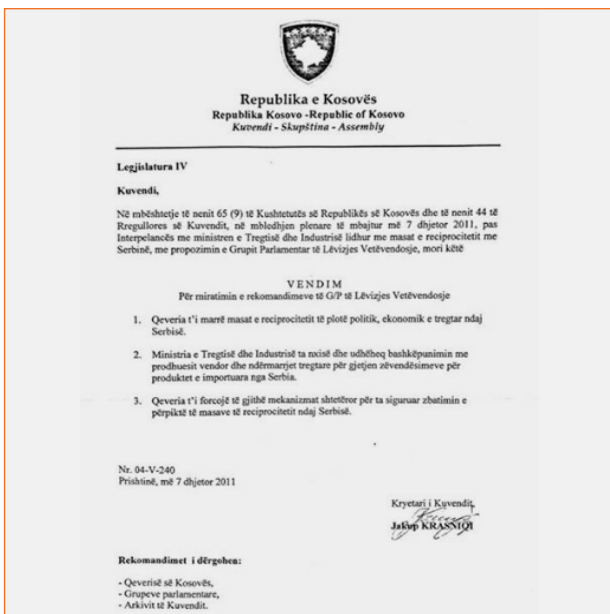 Republika e Kosovës
Republika Kosovo -Republic of Kosovo
Kuvendi - Skupština - Assembly
Legjislatura IV
Kuvendi,
Në mbështetje të nenit 65 (9) të Kushtetutës së Republikës së Kosovës dhe të nenit 44 të
Rregullores së Kuvendit, në mbledhjen plenare të mbajtur më 7 dhjetor 2011, pas
Interpelancës me ministren e Tregtisë dhe Industrisë lidhur me masat e reciprocitetit me
Serbinë, me propozimin e Grupit Parlamentar të Lëvizjes Vetëvendosje, mori këtë
VENDIM
Për miratimin e rekomandimeve të G/P të Lëvizjes Vetëvendosje
1. Qeveria t'i marrë masat e reciprocitetit të plotë politik, ekonomik e tregtar ndaj
Serbisë.
2. Ministria e Tregtisë dhe Industrisë ta nxisë dhe udhëheq bashkëpunimin me
prodhuesit vendor dhe ndërmarrjet tregtare për gjetjen zëvendësimeve për
produktet e importuara nga Serbia.
3. Qeveria t'i forcojë të gjithë mekanizmat shtetëror për ta siguruar zbatimin e
përpiktë të masave të reciprocitetit ndaj Serbisë.
Nr. 04-V-240
Prishtinë, më 7 dhjetor 2011
Kryetari i Kuvendit,
Jakup KRASNIQI
Rekomandimet i dërgohen:
- Qeverisë së Kosovës,
- Grupeve parlamentare,
- Arkivit të Kuvendit.